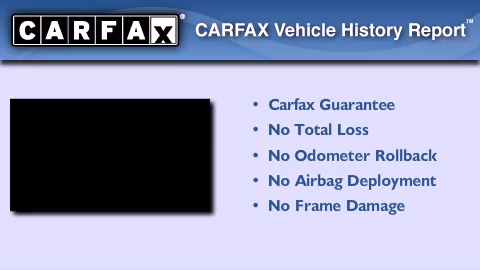 CARFAX® CARFAX Vehicle History Report™
• Carfax Guarantee
• No Total Loss
• No Odometer Rollback
• No Airbag Deployment
• No Frame Damage